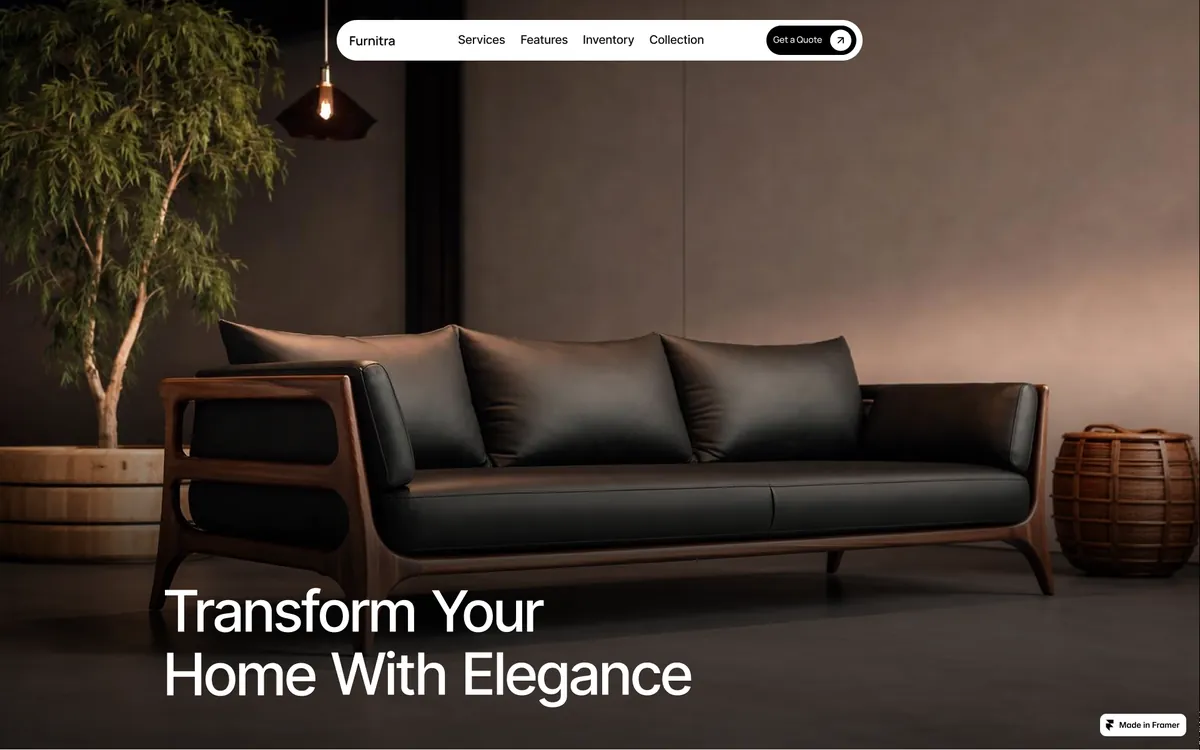 Furnitra
Services
Features
Inventory
Collection
Get a Quote
Transform Your
Home With Elegance
Made in Framer